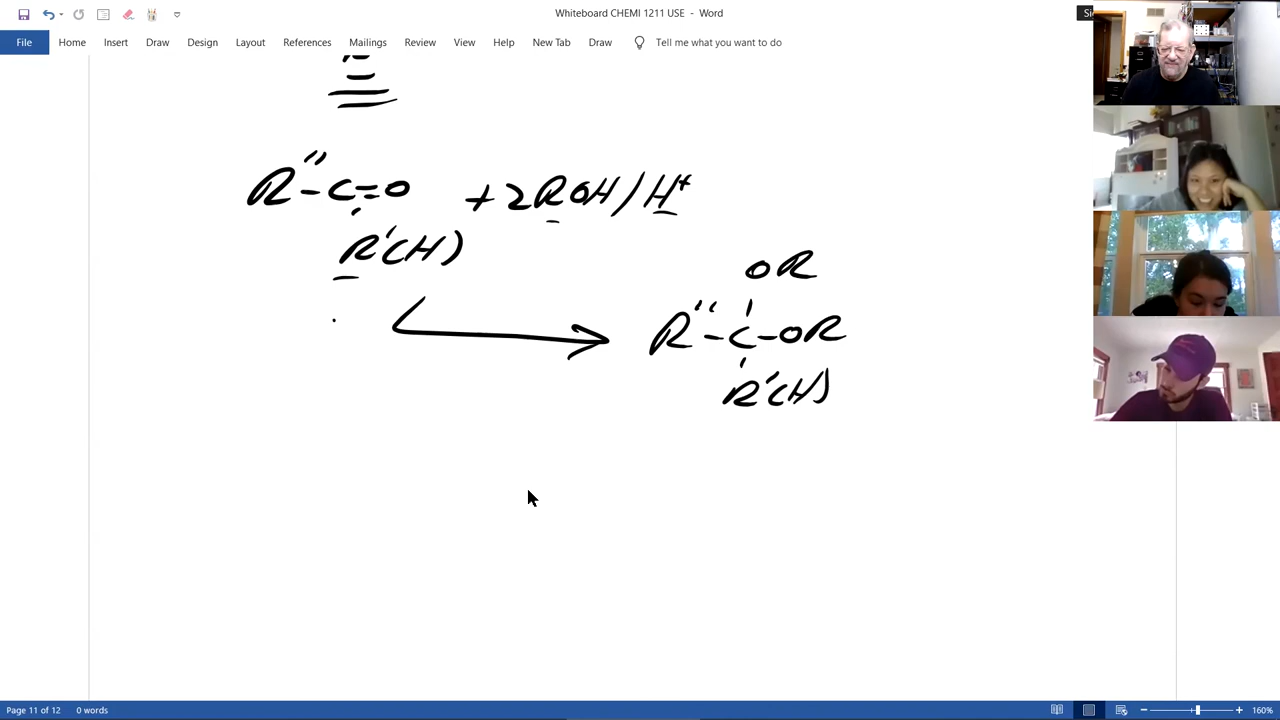 Whiteboard CHEMI 1211 USE - Word
File Home Insert Draw Design Layout References Mailings Review View Help New Tab Draw Tell me what you want to do
R''-C=O + 2ROH/H⁺
R'(H)
OR
R''-C-OR
R'(H)
Page 11 of 12 0 words
160%